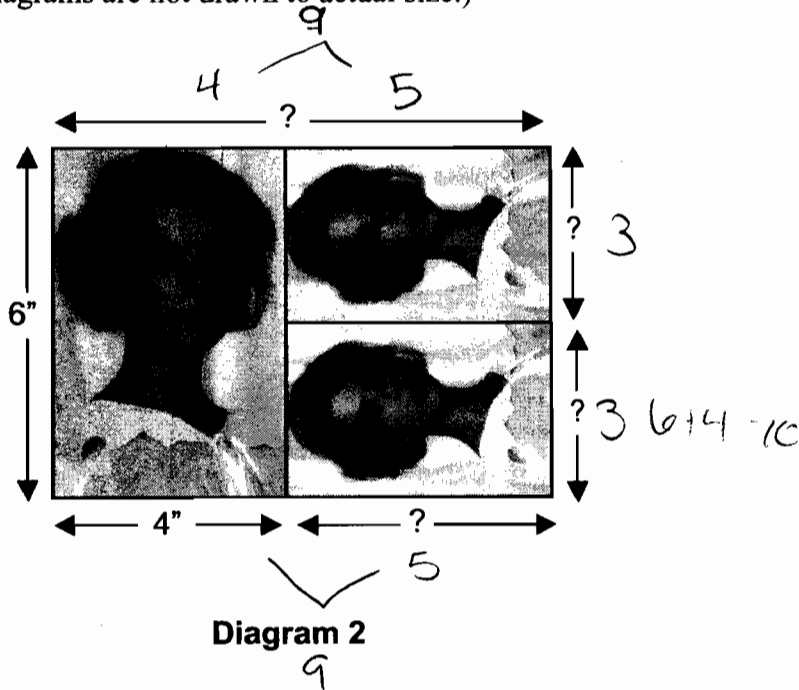 agrams are not drawn to actual size.)
9
4 5
?
? 3
6”
? 3 6+4 -10
4” ?
5
Diagram 2
9